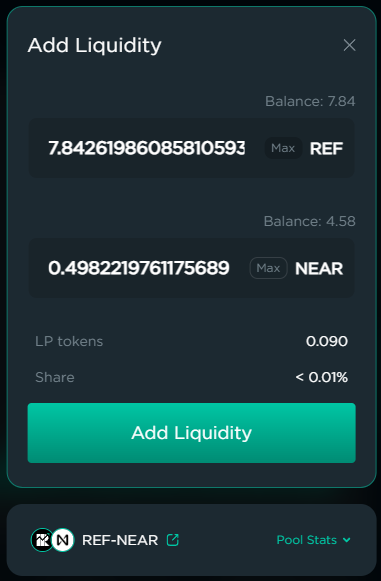 Add Liquidity
Balance: 7.84
7.84261986085810593 Max REF
Balance: 4.58
0.4982219761175689 Max NEAR
LP tokens 0.090
Share < 0.01%
Add Liquidity
REF-NEAR Pool Stats